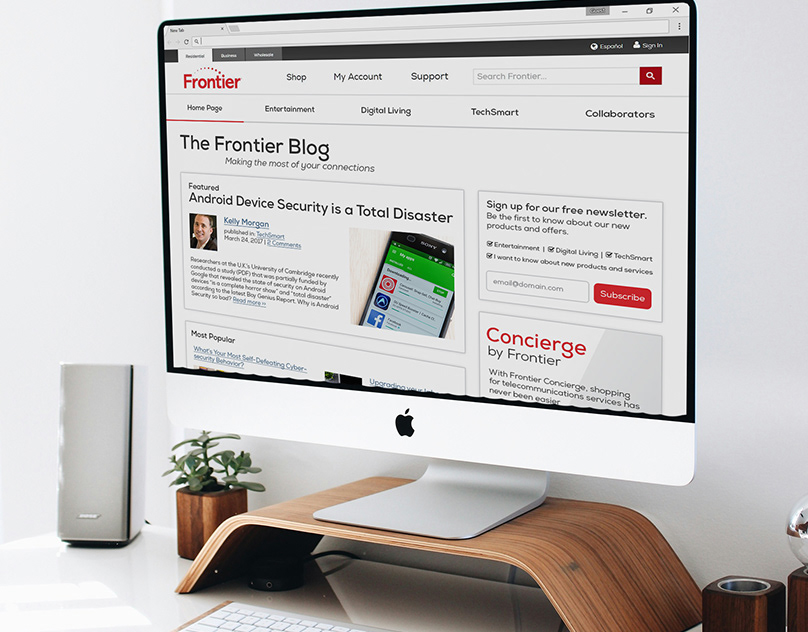 New Tab
Residential Business Wholesale
Español Sign In
Frontier
Shop My Account Support
Search Frontier...
Home Page Entertainment Digital Living TechSmart Collaborators
The Frontier Blog
Making the most of your connections
Featured
Android Device Security is a Total Disaster
Kelly Morgan
published in: TechSmart
March 24, 2017 | 2 Comments
Researchers at the U.K.'s University of Cambridge recently
conducted a study (PDF) that was partially funded by
Google that revealed the state of security on Android
devices "is a complete horror show" and "total disaster"
according to the latest Bay Genius Report. Why is Android
Security so bad? Read more »
SONY
My apps
Downloading...
Facebook
Sign up for our free newsletter.
Be the first to know about our new
products and offers.
Entertainment | Digital Living | TechSmart
I want to know about new products and services
email@domain.com
Subscribe
Most Popular
What's Your Most Self-Defeating Cyber-
security Behavior?
Upgrading your
Concierge
by Frontier
With Frontier Concierge, shopping
for telecommunications services has
never been easier
BOSE